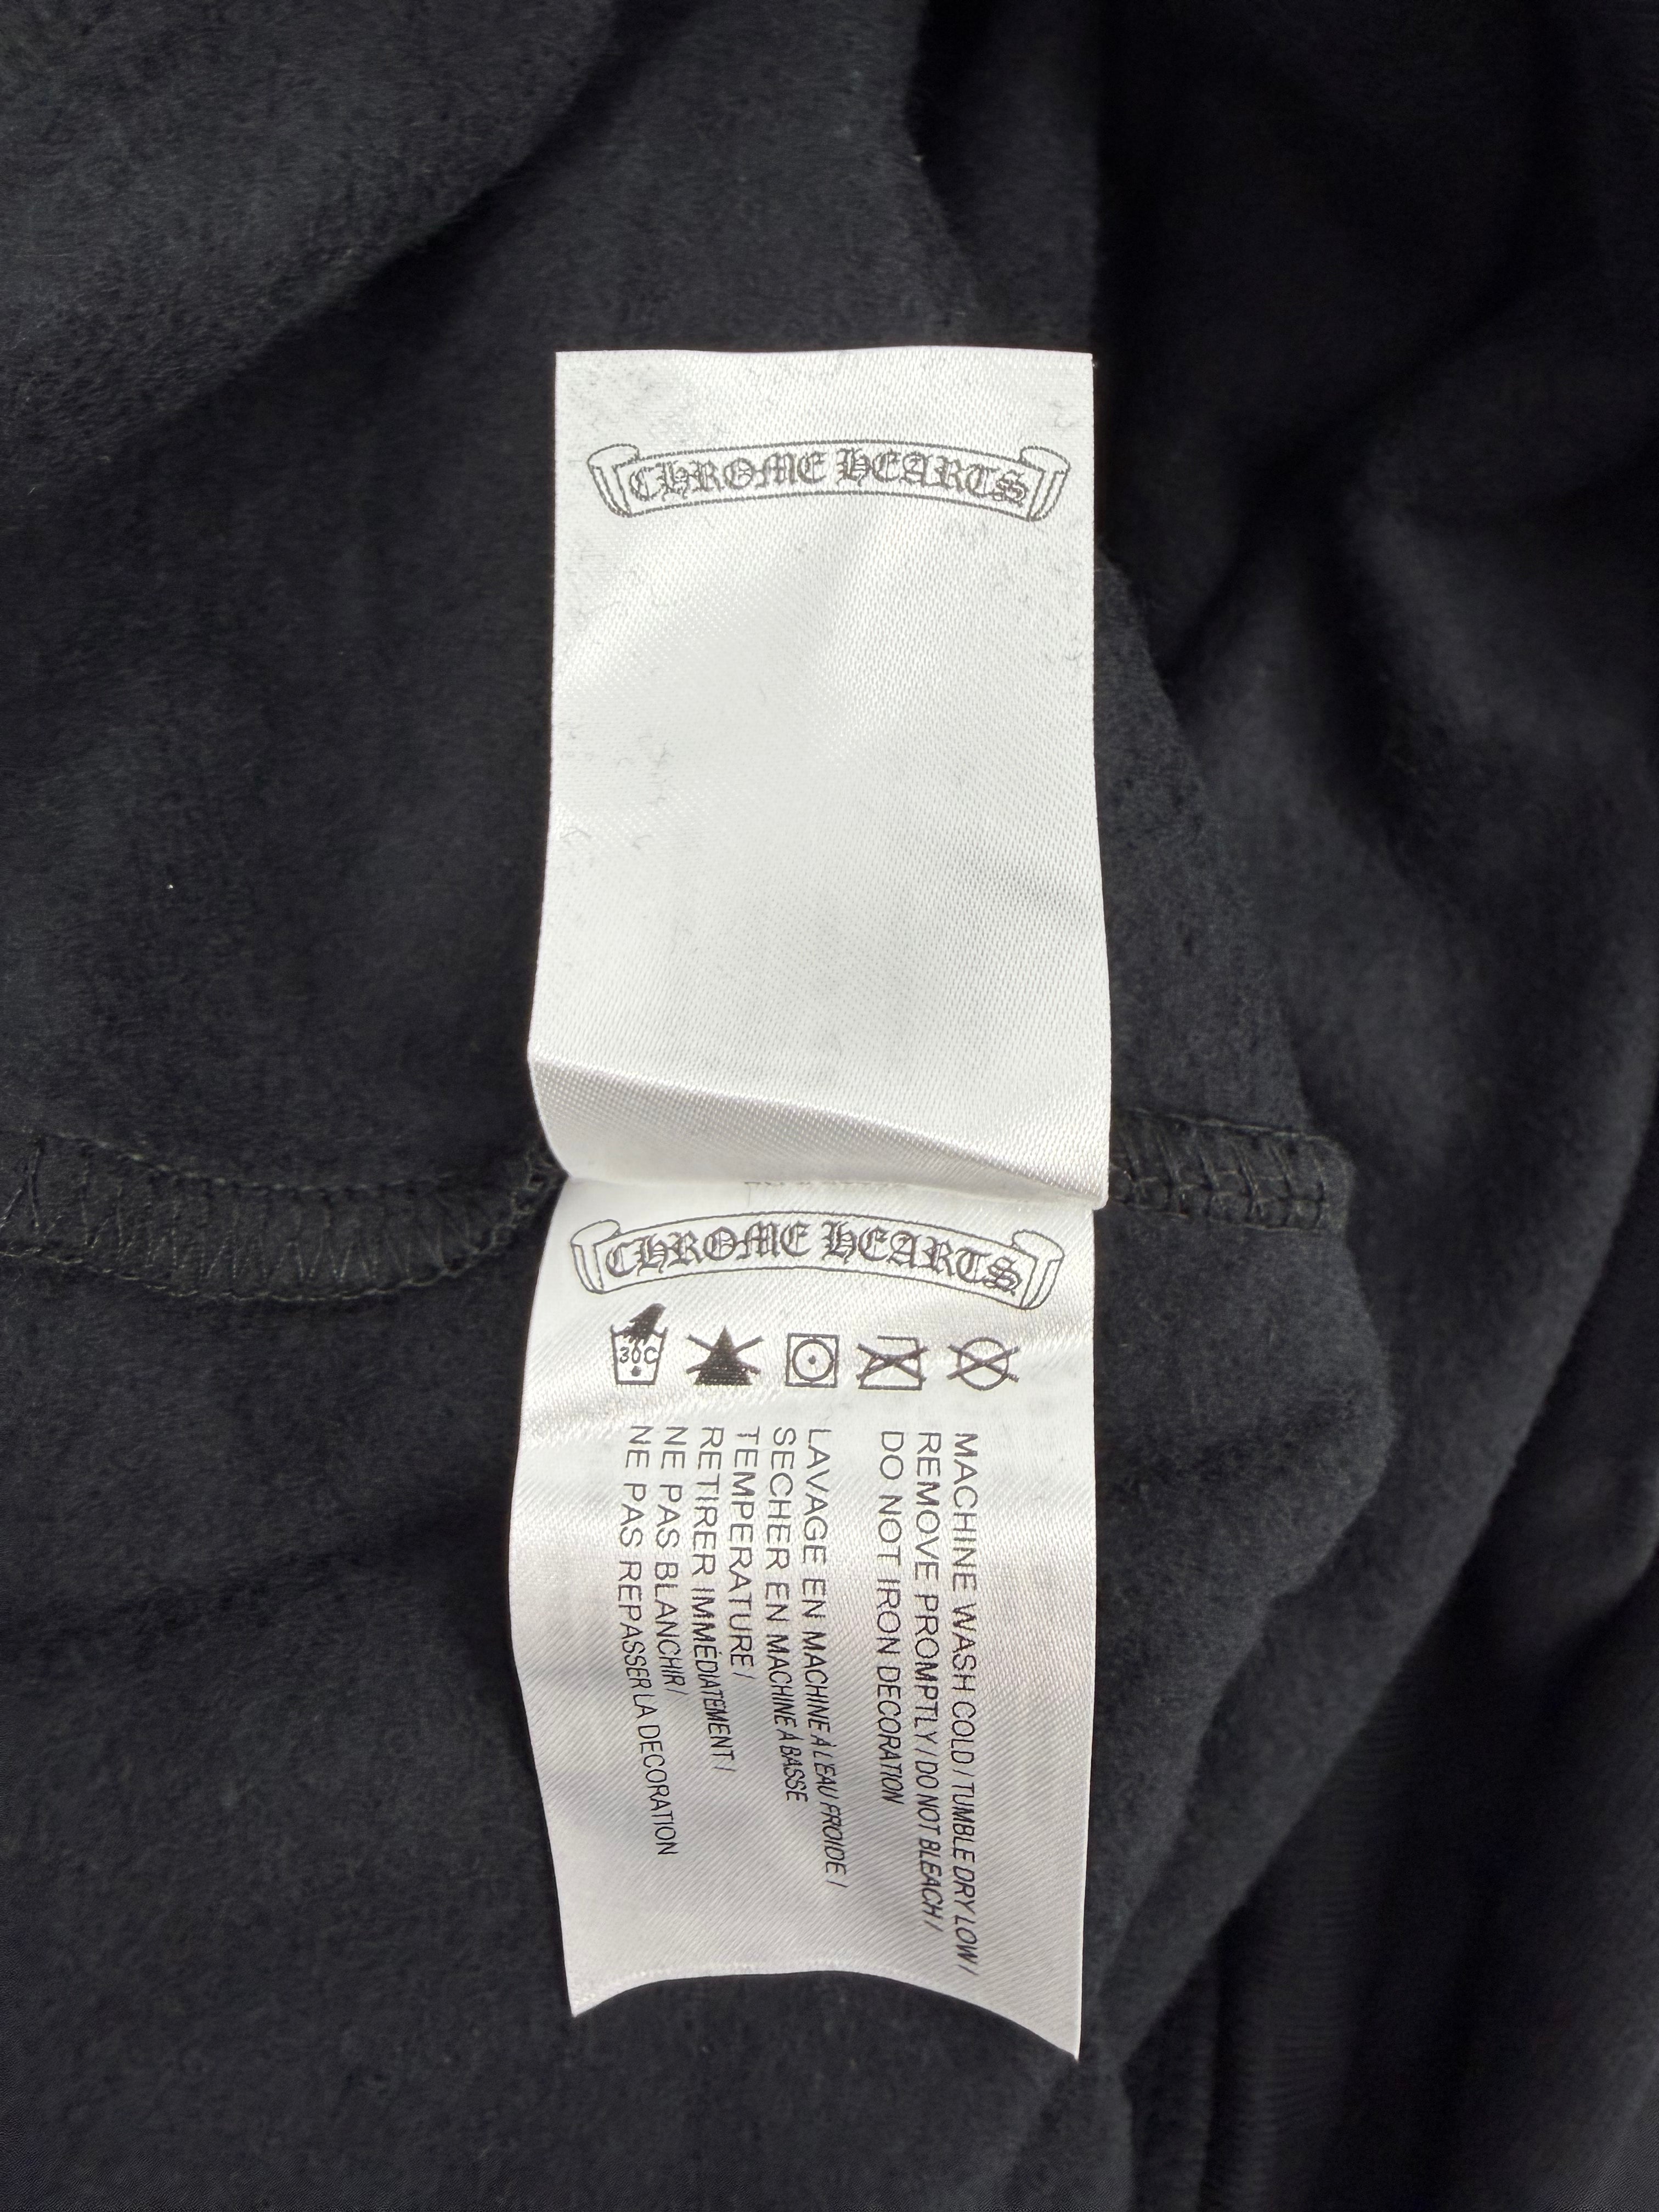 CHROME HEARTS
CHROME HEARTS
30C
MACHINE WASH COLD / TUMBLE DRY LOW /
REMOVE PROMPTLY / DO NOT BLEACH /
DO NOT IRON DECORATION
LAVAGE EN MACHINE À L'EAU FROIDE /
SECHER EN MACHINE À BASSE
TEMPERATURE /
RETIRER IMMÉDIATEMENT /
NE PAS BLANCHIR /
NE PAS REPASSER LA DECORATION